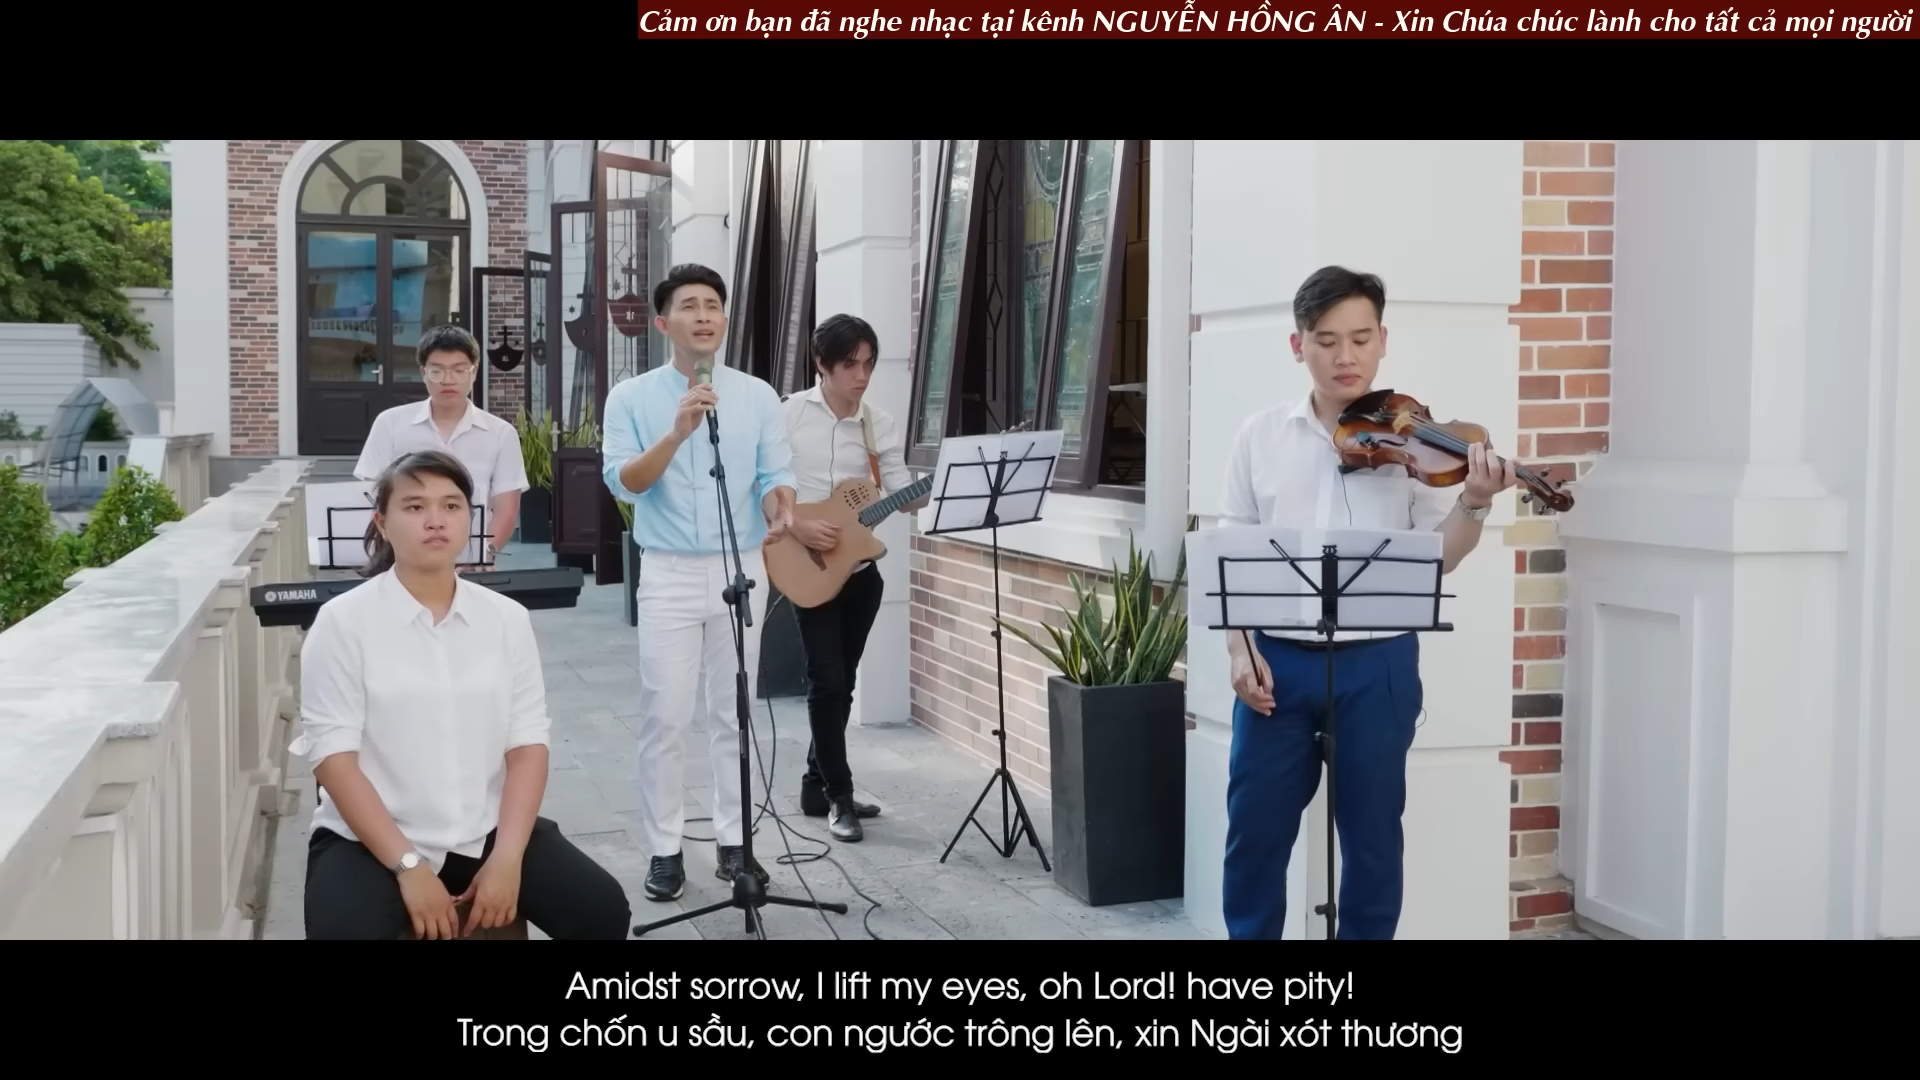 Cảm ơn bạn đã nghe nhạc tại kênh NGUYỄN HỒNG ÂN - Xin Chúa chúc lành cho tất cả mọi người
YAMAHA
Amidst sorrow, I lift my eyes, oh Lord! have pity!
Trong chốn u sầu, con ngước trông lên, xin Ngài xót thương